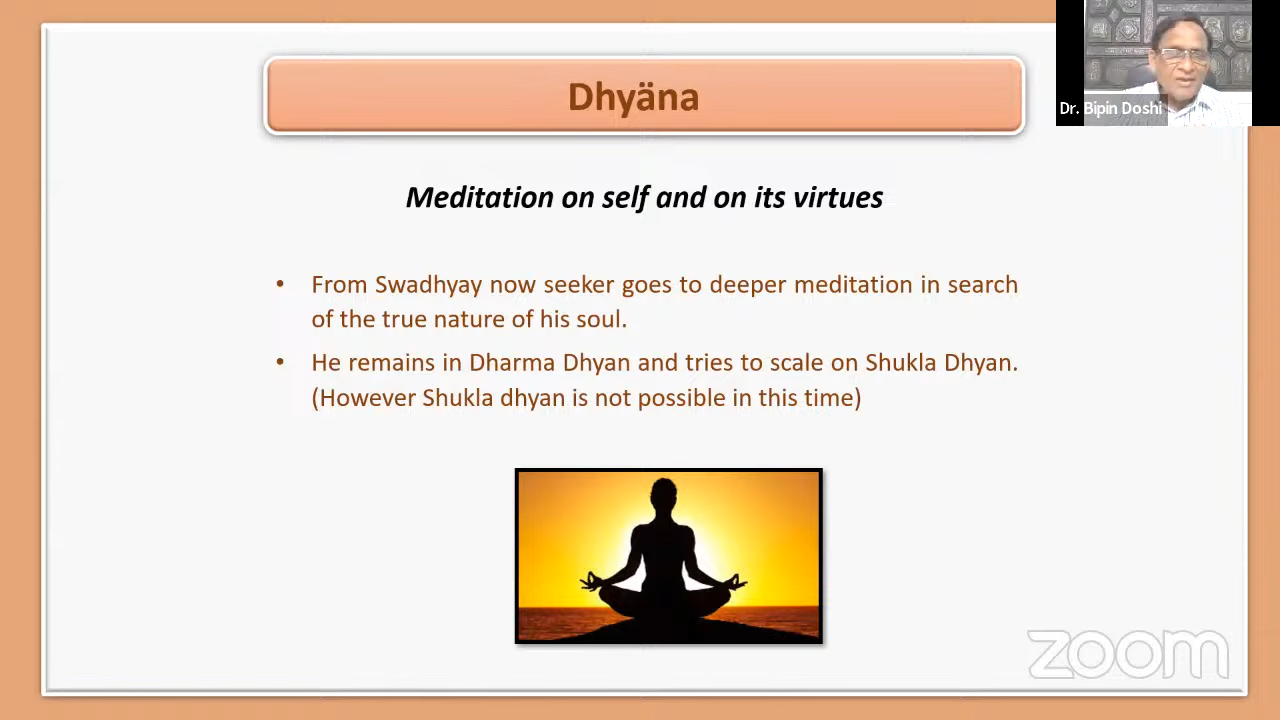 Dhyäna
Dr. Bipin Doshi
Meditation on self and on its virtues
• From Swadhyay now seeker goes to deeper meditation in search
of the true nature of his soul.
• He remains in Dharma Dhyan and tries to scale on Shukla Dhyan.
(However Shukla dhyan is not possible in this time)
zoom